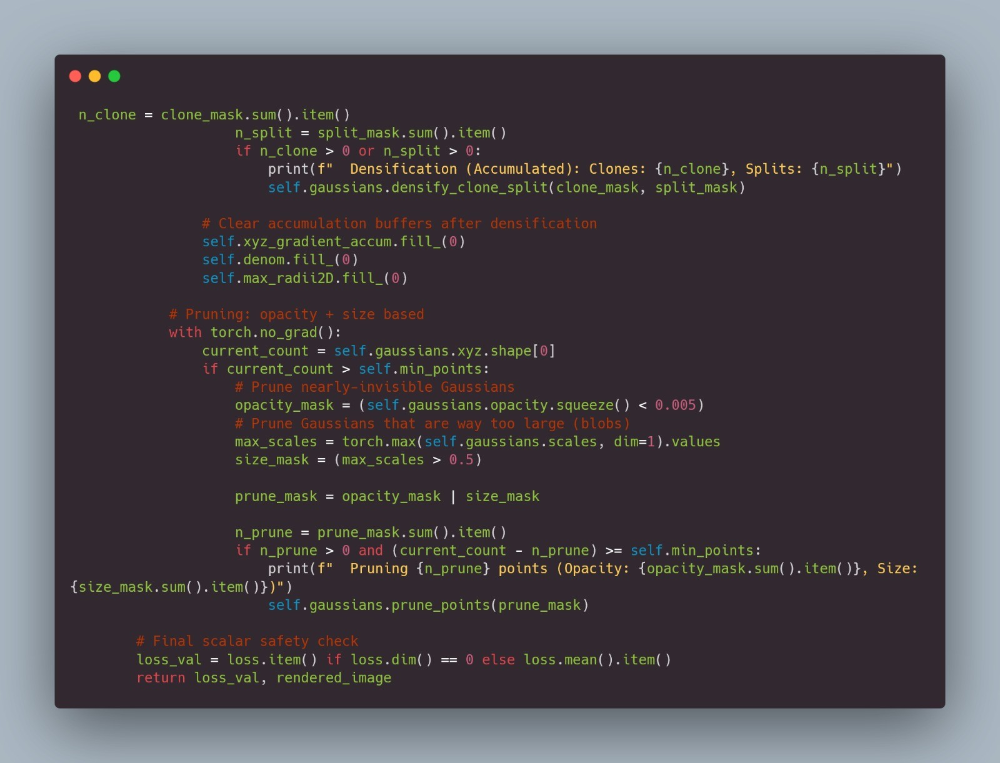 n_clone = clone_mask.sum().item()
                    n_split = split_mask.sum().item()
                    if n_clone > 0 or n_split > 0:
                        print(f"  Densification (Accumulated): Clones: {n_clone}, Splits: {n_split}")
                        self.gaussians.densify_clone_split(clone_mask, split_mask)

                # Clear accumulation buffers after densification
                self.xyz_gradient_accum.fill_(0)
                self.denom.fill_(0)
                self.max_radii2D.fill_(0)

            # Pruning: opacity + size based
            with torch.no_grad():
                current_count = self.gaussians.xyz.shape[0]
                if current_count > self.min_points:
                    # Prune nearly-invisible Gaussians
                    opacity_mask = (self.gaussians.opacity.squeeze() < 0.005)
                    # Prune Gaussians that are way too large (blobs)
                    max_scales = torch.max(self.gaussians.scales, dim=1).values
                    size_mask = (max_scales > 0.5)

                    prune_mask = opacity_mask | size_mask

                    n_prune = prune_mask.sum().item()
                    if n_prune > 0 and (current_count - n_prune) >= self.min_points:
                        print(f"  Pruning {n_prune} points (Opacity: {opacity_mask.sum().item()}, Size:
{size_mask.sum().item()})")
                        self.gaussians.prune_points(prune_mask)

        # Final scalar safety check
        loss_val = loss.item() if loss.dim() == 0 else loss.mean().item()
        return loss_val, rendered_image